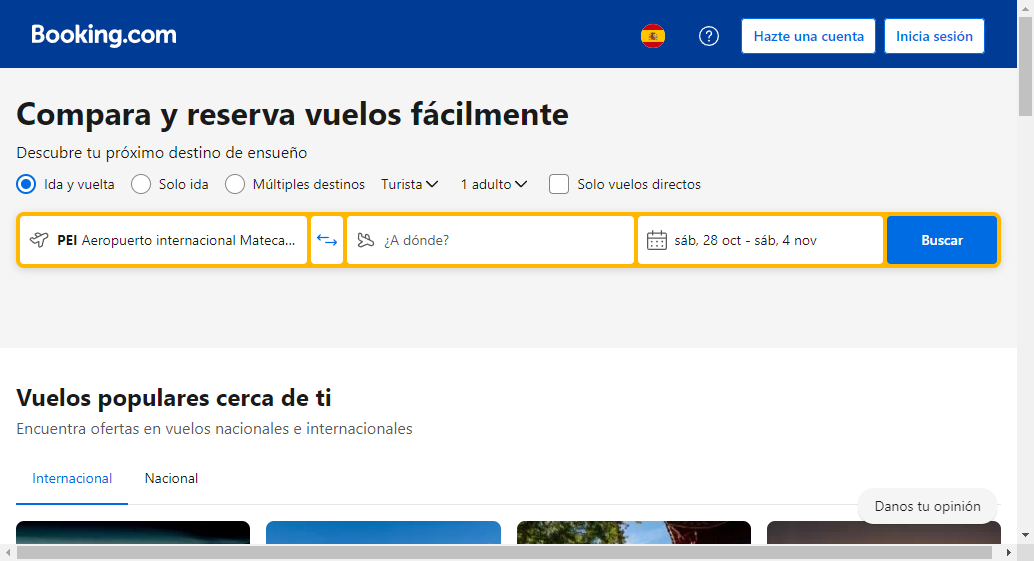 Booking.com
Hazte una cuenta
Inicia sesión
Compara y reserva vuelos fácilmente
Descubre tu próximo destino de ensueño
Ida y vuelta Solo ida Múltiples destinos Turista 1 adulto Solo vuelos directos
PEI Aeropuerto internacional Mateca... ¿A dónde? sáb, 28 oct - sáb, 4 nov Buscar
Vuelos populares cerca de ti
Encuentra ofertas en vuelos nacionales e internacionales
Internacional Nacional
Danos tu opinión